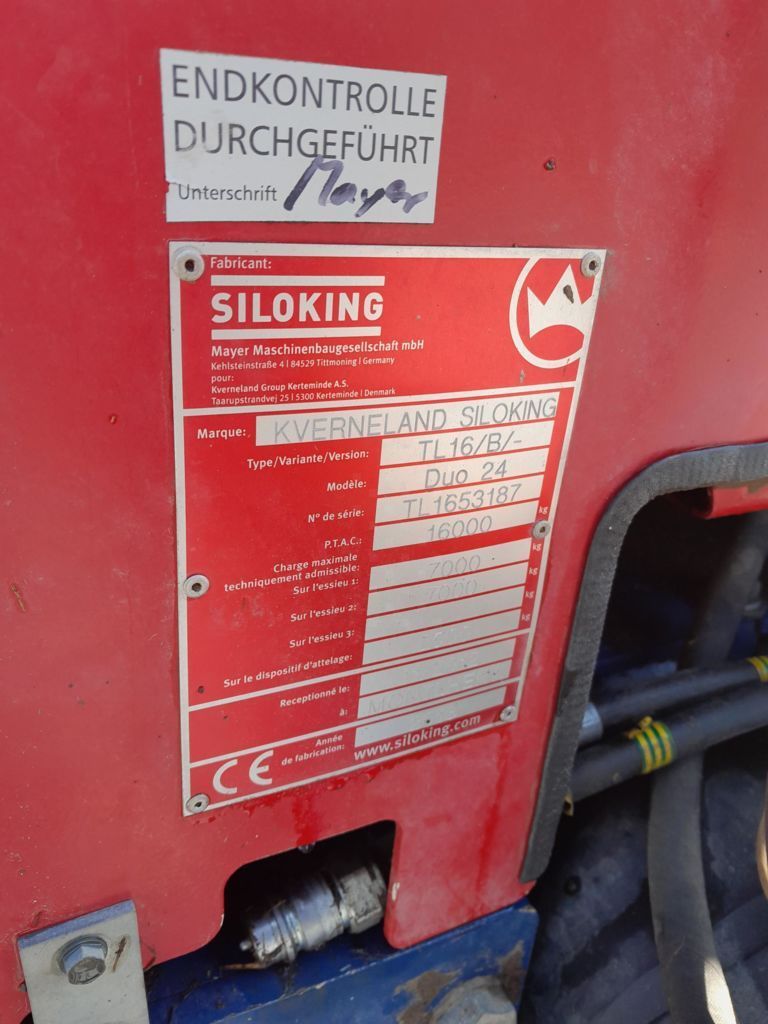 ENDKONTROLLE
DURCHGEFÜHRT
Unterschrift Mayer
Fabricant:
SILOKING
Mayer Maschinenbaugesellschaft mbH
Kehlsteinstraße 4 | 84529 Tittmoning | Germany
pour:
Kverneland Group Kerteminde A.S.
Taarupstrandvej 25 | 5300 Kerteminde | Denmark
Marque: KVERNELAND SILOKING
Type/Variante/Version: TL16/B/-
Modèle: Duo 24
N° de série: TL1653187
P.T.A.C.: 16000 kg
Charge maximale
techniquement admissible:
Sur l'essieu 1: 7000 kg
Sur l'essieu 2: 7000 kg
Sur l'essieu 3: kg
Sur le dispositif d'attelage: kg
Receptionné le:
à:
Année
de fabrication:
CE
www.siloking.com